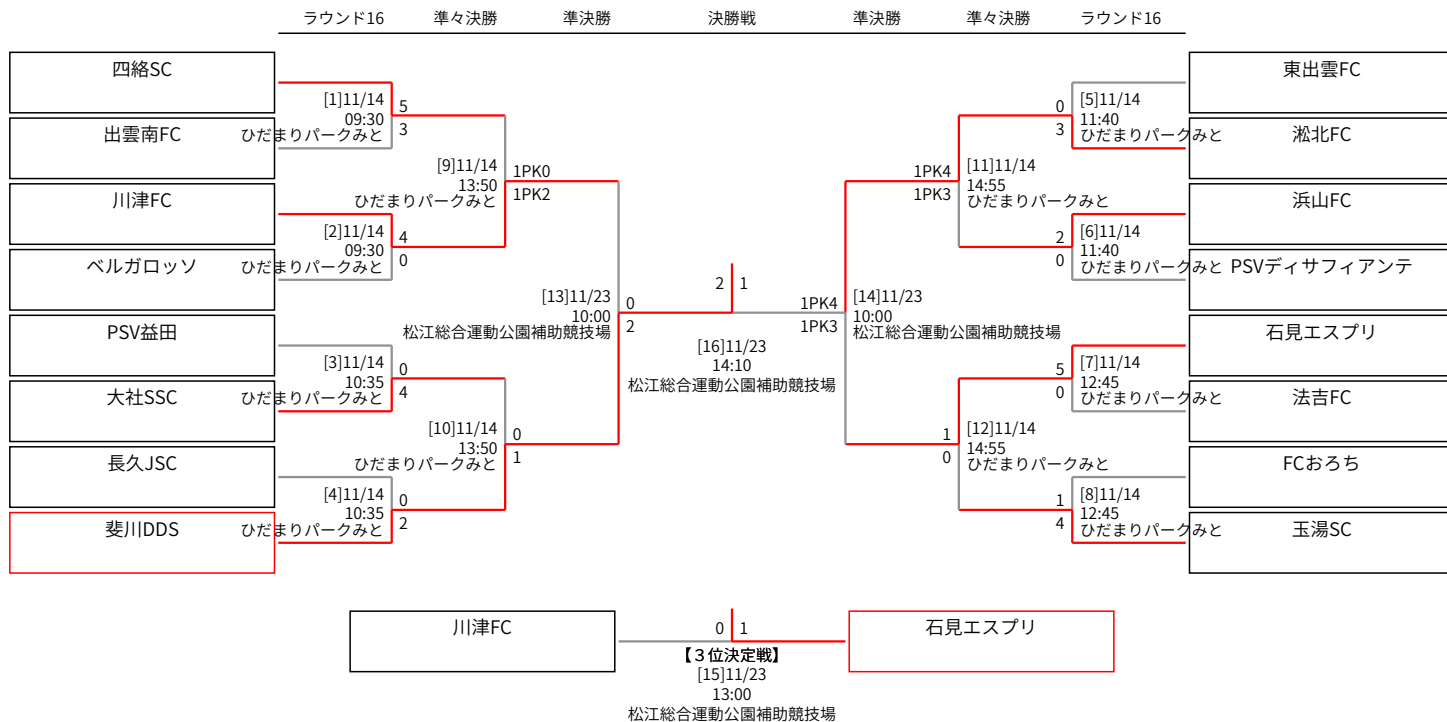 ラウンド16 準々決勝 準決勝 決勝戦 準決勝 準々決勝 ラウンド16
四絡SC
[1]11/14
09:30
ひだまりパークみと
5
3
出雲南FC
[9]11/14
13:50
ひだまりパークみと
1PK0
1PK2
川津FC
[2]11/14
09:30
ひだまりパークみと
4
0
ベルガロッソ
[13]11/23
10:00
松江総合運動公園補助競技場
0
2
PSV益田
[3]11/14
10:35
ひだまりパークみと
0
4
大社SSC
[10]11/14
13:50
ひだまりパークみと
0
1
長久JSC
[4]11/14
10:35
ひだまりパークみと
0
2
斐川DDS
2 1
[16]11/23
14:10
松江総合運動公園補助競技場
東出雲FC
0
3
[5]11/14
11:40
ひだまりパークみと
淞北FC
1PK4
1PK3
[11]11/14
14:55
ひだまりパークみと
浜山FC
2
0
[6]11/14
11:40
ひだまりパークみと
PSVディサフィアンテ
1PK4
1PK3
[14]11/23
10:00
松江総合運動公園補助競技場
石見エスプリ
5
0
[7]11/14
12:45
ひだまりパークみと
法吉FC
1
0
[12]11/14
14:55
ひだまりパークみと
FCおろち
1
4
[8]11/14
12:45
ひだまりパークみと
玉湯SC
川津FC
0 1
石見エスプリ
【３位決定戦】
[15]11/23
13:00
松江総合運動公園補助競技場